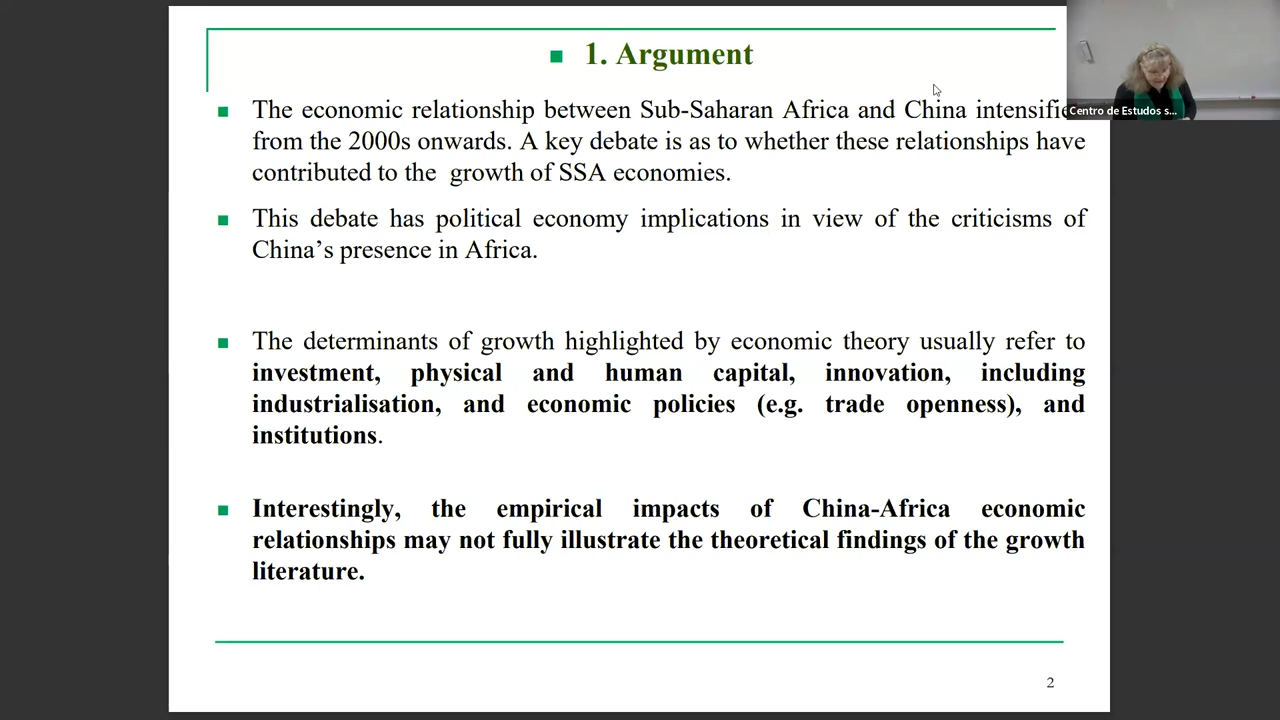 1. Argument
The economic relationship between Sub-Saharan Africa and China intensifie
from the 2000s onwards. A key debate is as to whether these relationships have
contributed to the growth of SSA economies.
This debate has political economy implications in view of the criticisms of
China's presence in Africa.
The determinants of growth highlighted by economic theory usually refer to
investment, physical and human capital, innovation, including
industrialisation, and economic policies (e.g. trade openness), and
institutions.
Interestingly, the empirical impacts of China-Africa economic
relationships may not fully illustrate the theoretical findings of the growth
literature.
2
Centro de Estudos s...